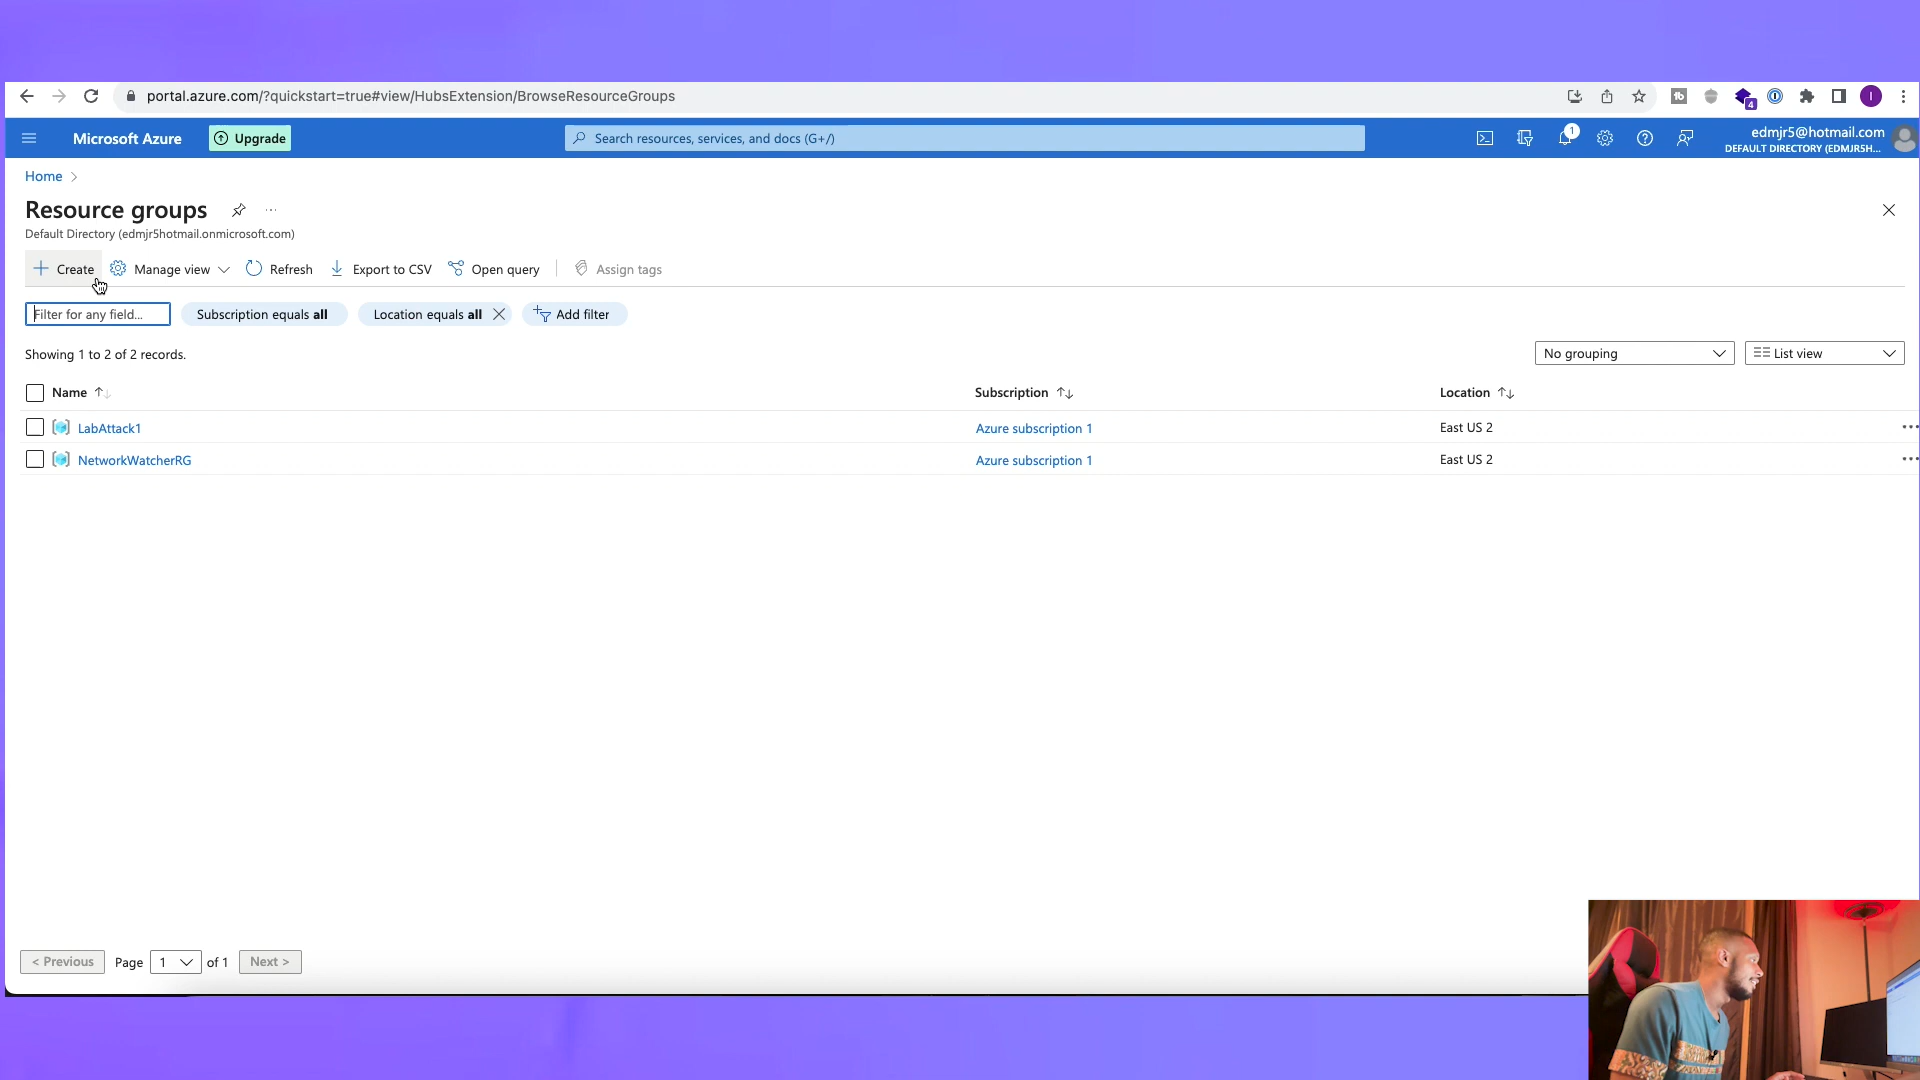 portal.azure.com/?quickstart=true#view/HubsExtension/BrowseResourceGroups
4
I
Microsoft Azure
Upgrade
Search resources, services, and docs (G+/)
1
edmjr5@hotmail.com
DEFAULT DIRECTORY (EDMJR5H...
Home
Resource groups
...
Default Directory (edmjr5hotmail.onmicrosoft.com)
Create
Manage view
Refresh
Export to CSV
Open query
Assign tags
Filter for any field...
Subscription equals all
Location equals all
Add filter
Showing 1 to 2 of 2 records.
No grouping
List view
Name
Subscription
Location
LabAttack1
Azure subscription 1
East US 2
NetworkWatcherRG
Azure subscription 1
East US 2
< Previous
Page
1
of 1
Next >